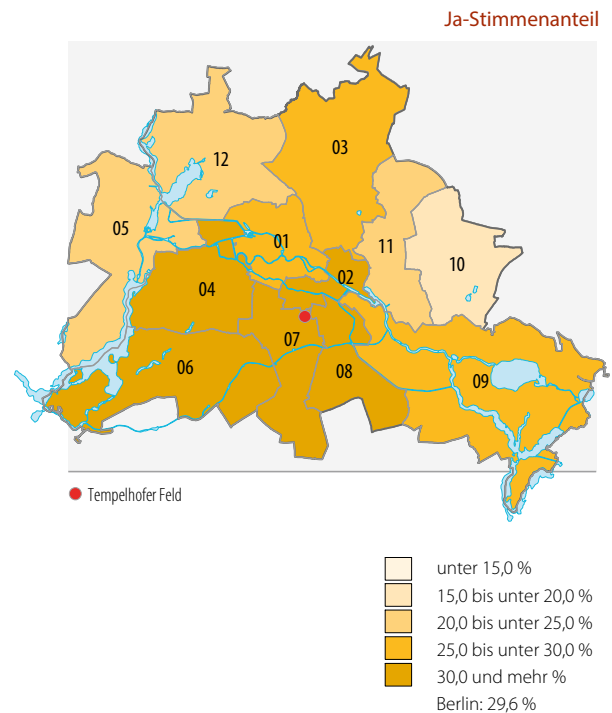 Ja-Stimmenanteil
03
12
05
01
11
02
10
04
07
06
08
09
Tempelhofer Feld
unter 15,0 %
15,0 bis unter 20,0 %
20,0 bis unter 25,0 %
25,0 bis unter 30,0 %
30,0 und mehr %
Berlin: 29,6 %